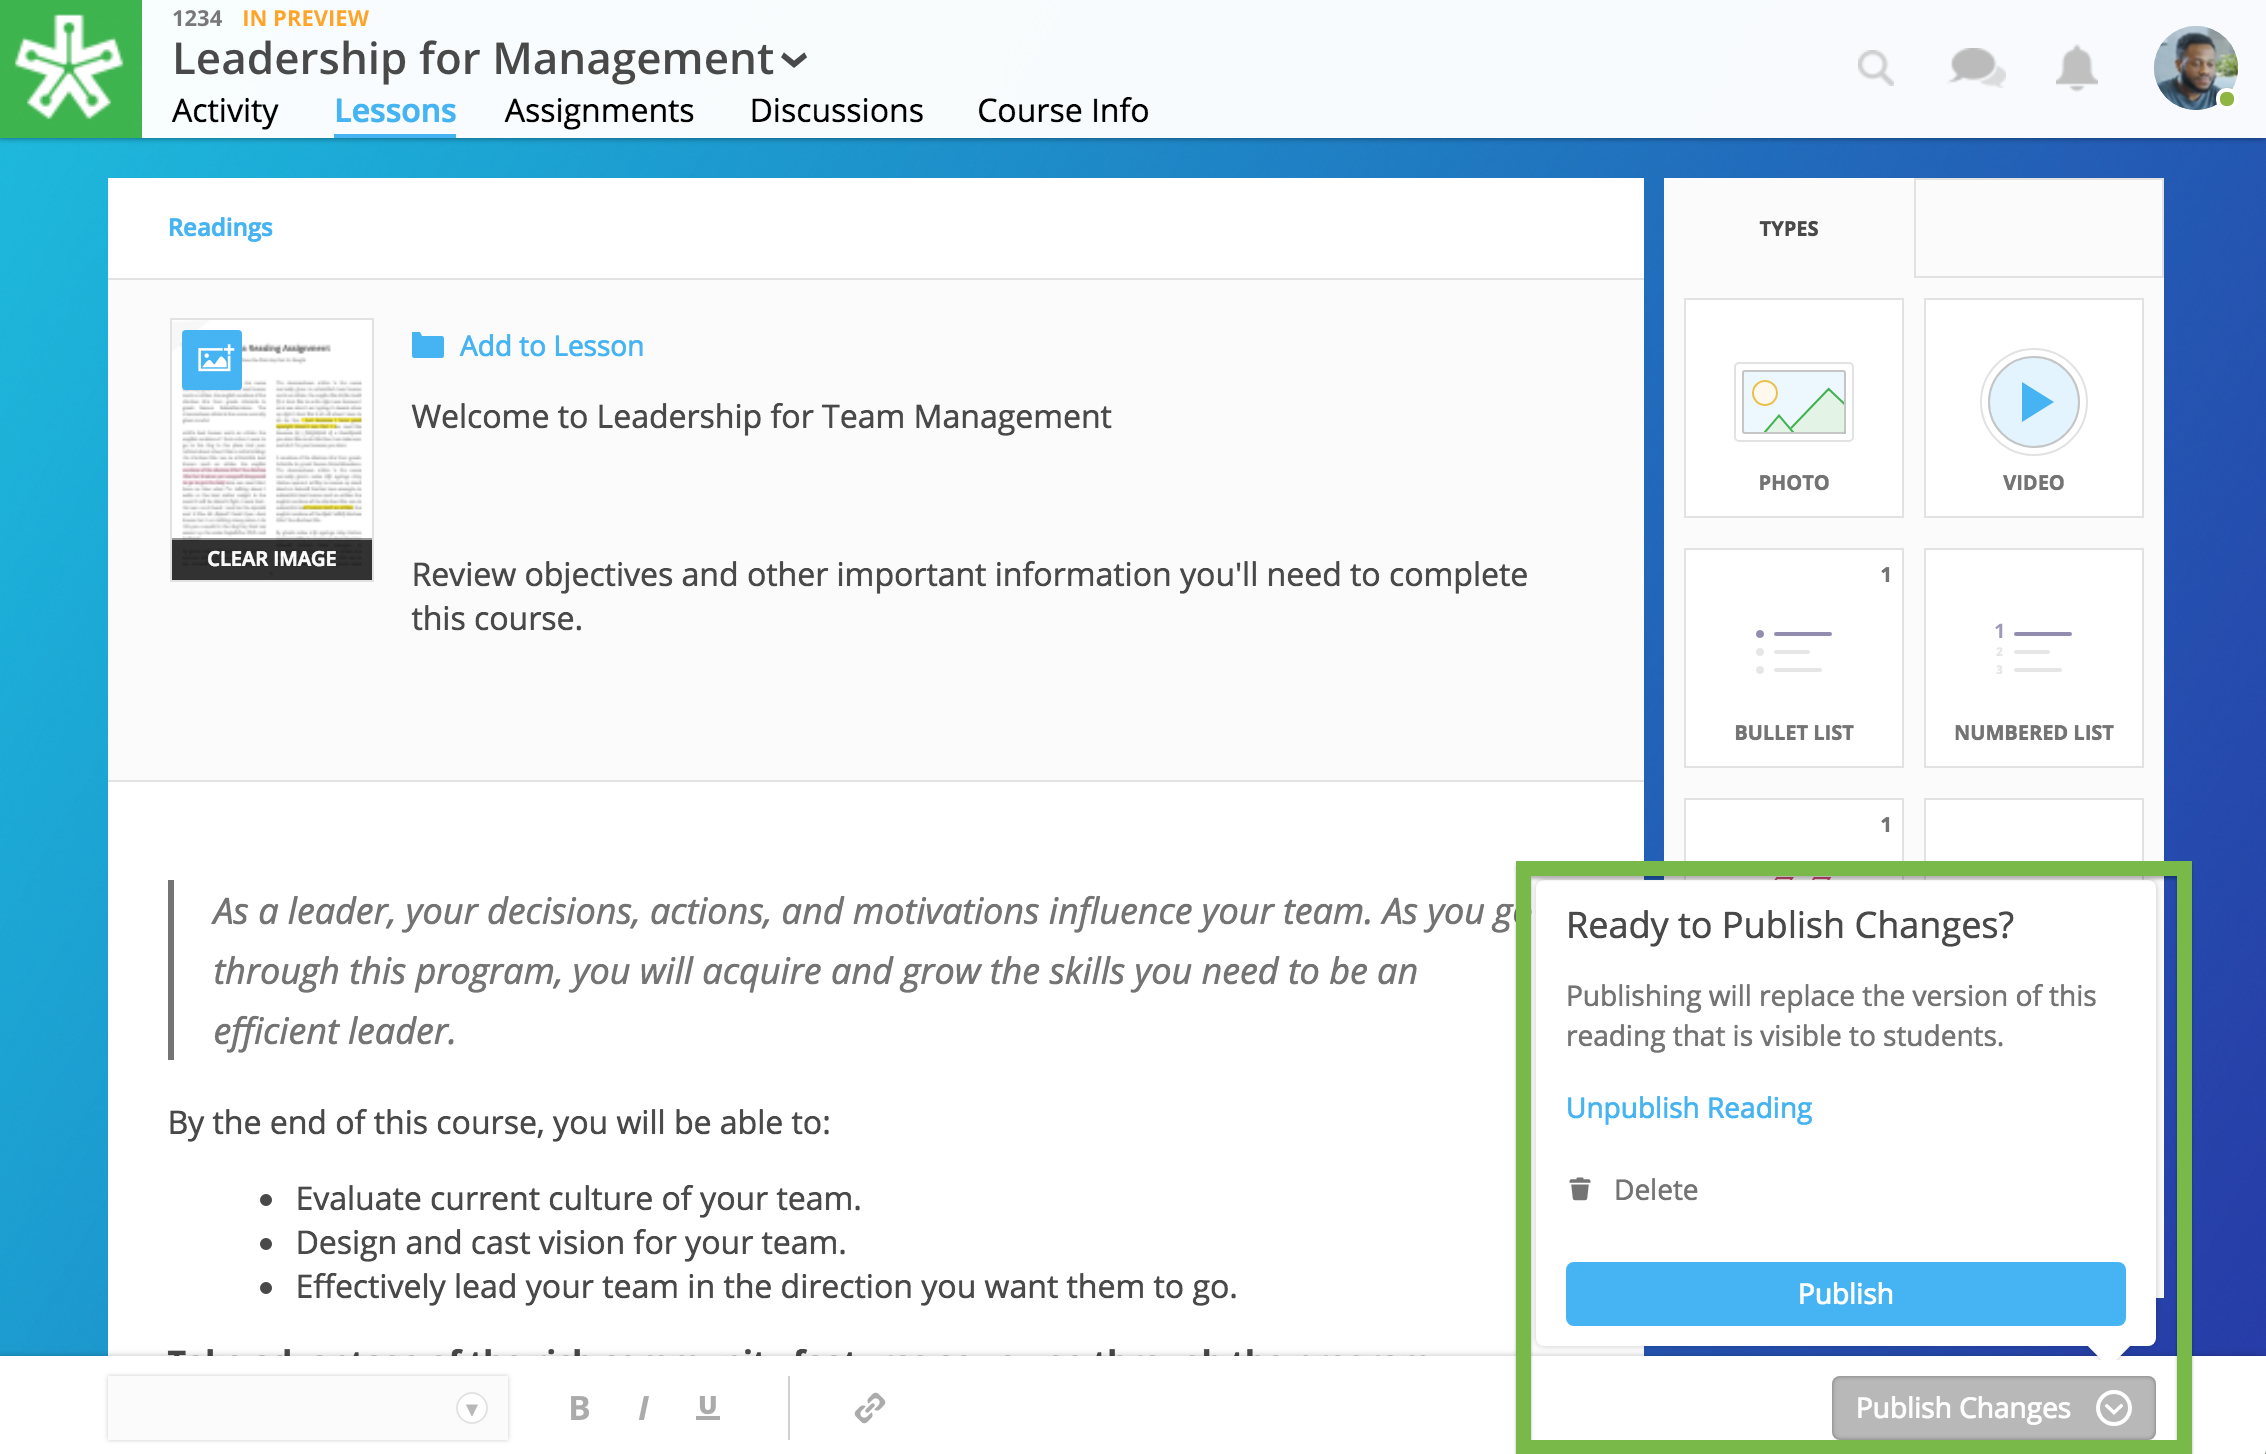 1234 IN PREVIEW
Leadership for Management
Activity Lessons Assignments Discussions Course Info
Readings
Reading Assignment
CLEAR IMAGE
Add to Lesson
Welcome to Leadership for Team Management
Review objectives and other important information you'll need to complete
this course.
As a leader, your decisions, actions, and motivations influence your team. As you go
through this program, you will acquire and grow the skills you need to be an
efficient leader.
By the end of this course, you will be able to:
• Evaluate current culture of your team.
• Design and cast vision for your team.
• Effectively lead your team in the direction you want them to go.
B I U
TYPES
PHOTO
VIDEO
1
BULLET LIST
1
2
3
NUMBERED LIST
1
Ready to Publish Changes?
Publishing will replace the version of this
reading that is visible to students.
Unpublish Reading
Delete
Publish
Publish Changes